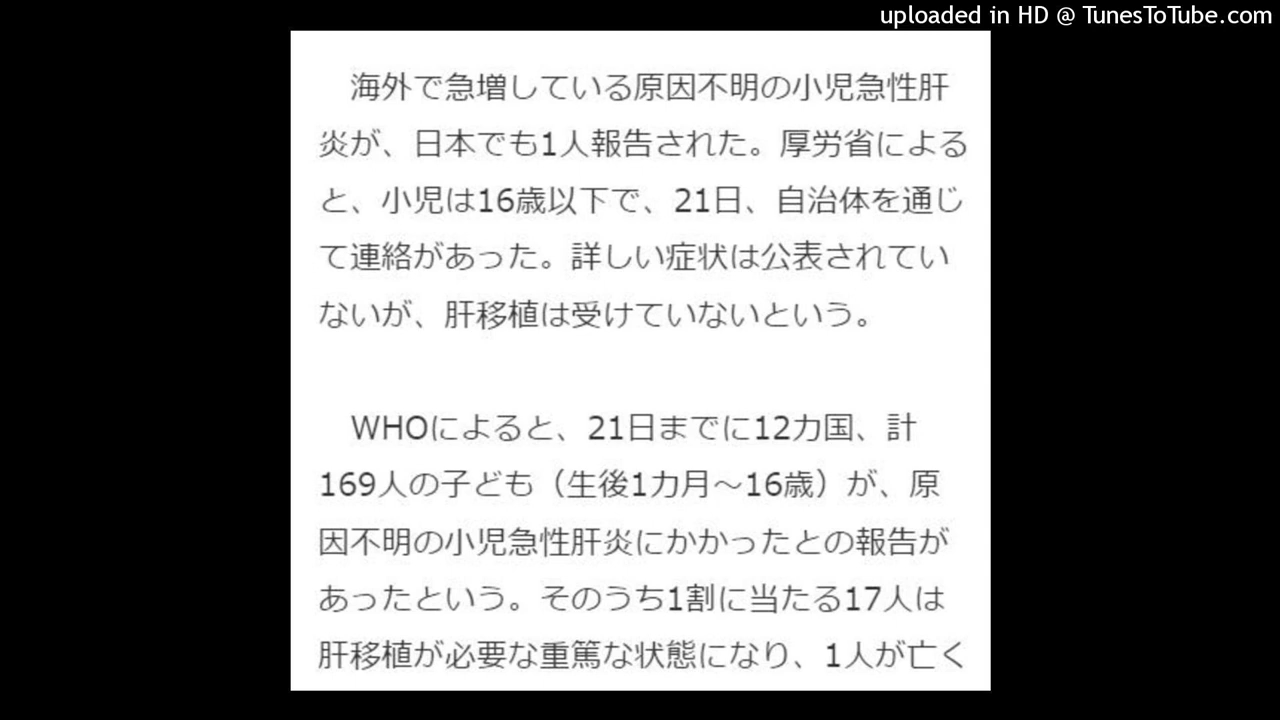 uploaded in HD @ TunesToTube.com
海外で急増している原因不明の小児急性肝
炎が、日本でも1人報告された。厚労省による
と、小児は16歳以下で、21日、自治体を通じ
て連絡があった。詳しい症状は公表されてい
ないが、肝移植は受けていないという。
WHOによると、21日までに12カ国、計
169人の子ども（生後1カ月～16歳）が、原
因不明の小児急性肝炎にかかったとの報告が
あったという。そのうち1割に当たる17人は
肝移植が必要な重篤な状態になり、1人が亡く